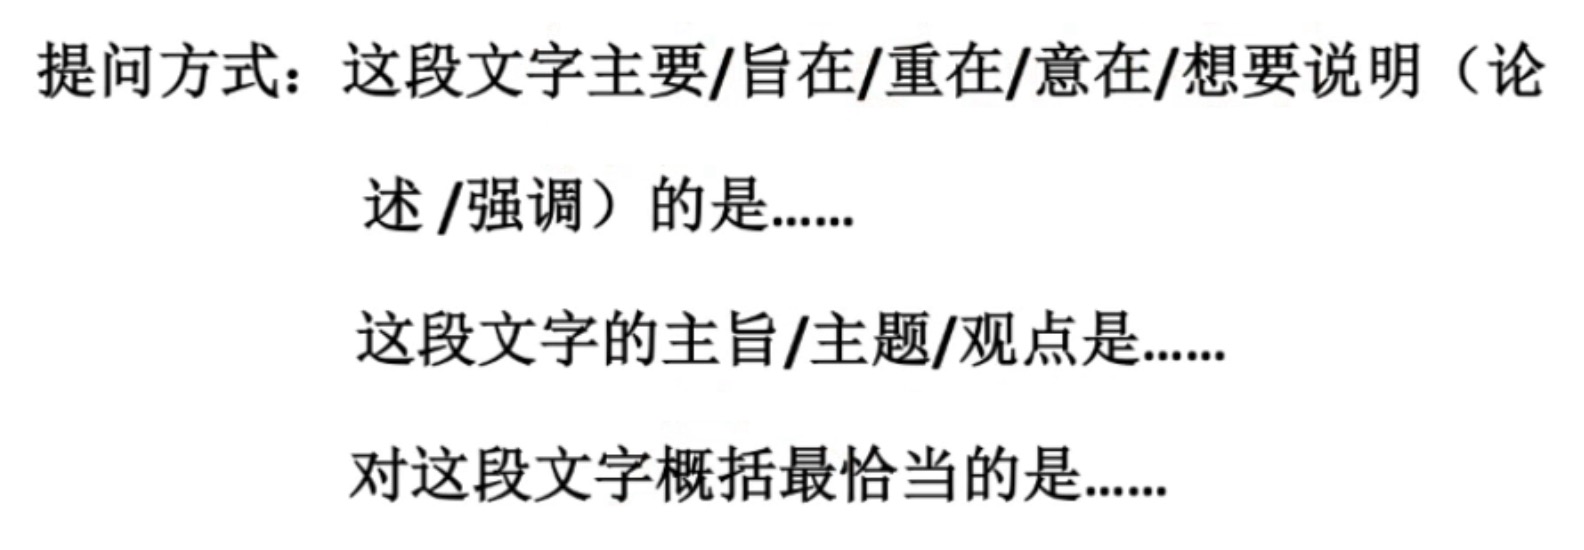 提问方式：这段文字主要/旨在/重在/意在/想要说明（论
述 /强调）的是……
这段文字的主旨/主题/观点是……
对这段文字概括最恰当的是……